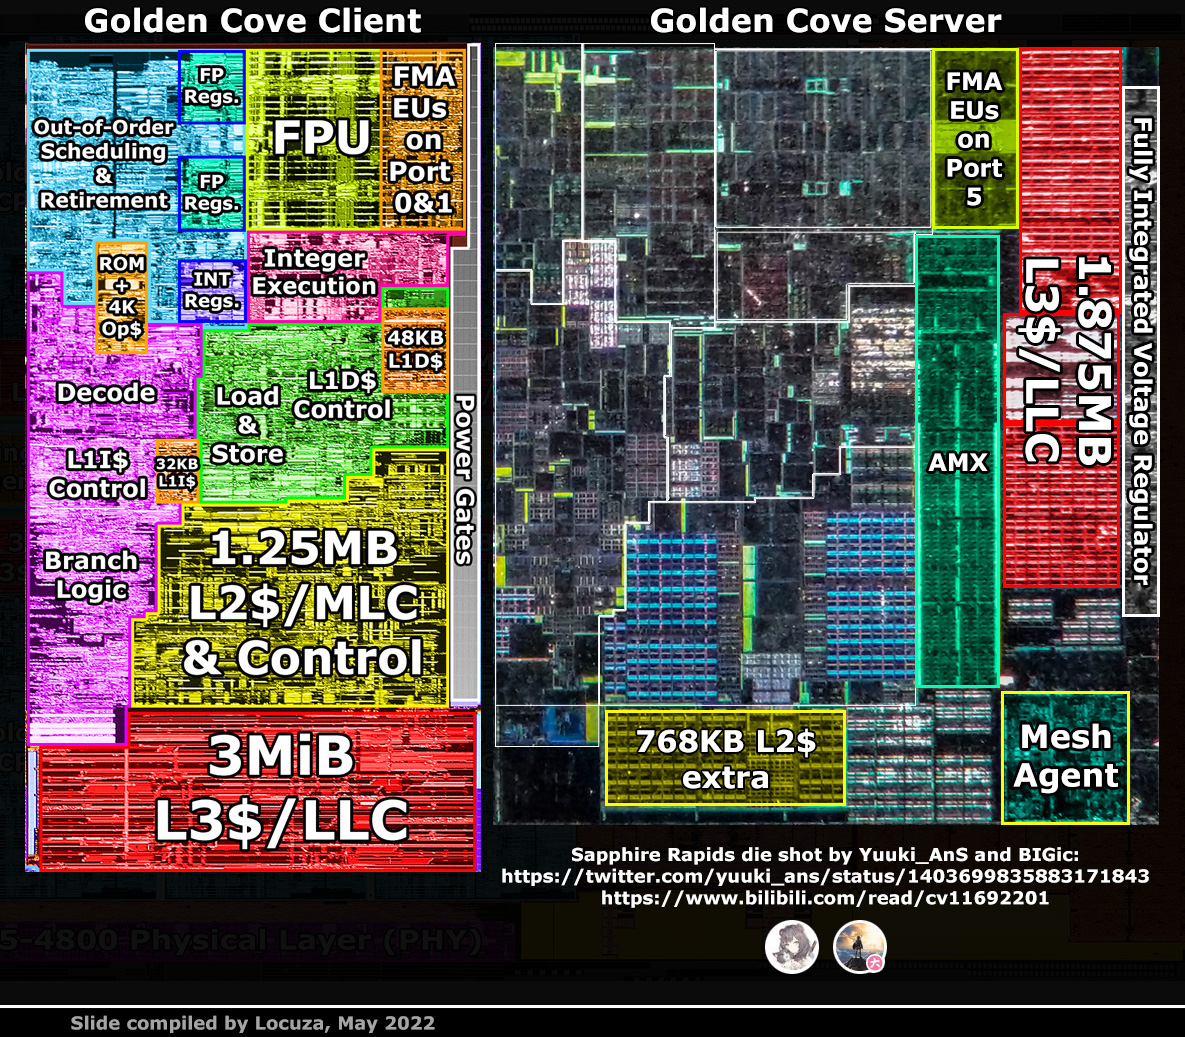 Golden Cove Client
Golden Cove Server
Out-of-Order
Scheduling
&
Retirement
FP
Regs.
FP
Regs.
FPU
FMA
EUs
on
Port
0&1
ROM
+
4K
Op$
INT
Regs.
Integer
Execution
48KB
L1D$
Decode
Load
&
Store
L1D$
Control
L1I$
Control
32KB
L1I$
Branch
Logic
1.25MB
L2$/MLC
& Control
Power Gates
3MiB
L3$/LLC
FMA
EUs
on
Port
5
1.875MB
L3$/LLC
Fully Integrated Voltage Regulator
AMX
768KB L2$
extra
Mesh
Agent
Sapphire Rapids die shot by Yuuki_AnS and BIGic:
https://twitter.com/yuuki_ans/status/1403699835883171843
https://www.bilibili.com/read/cv11692201
大
5-4800 Physical Layer (PHY)
Slide compiled by Locuza, May 2022